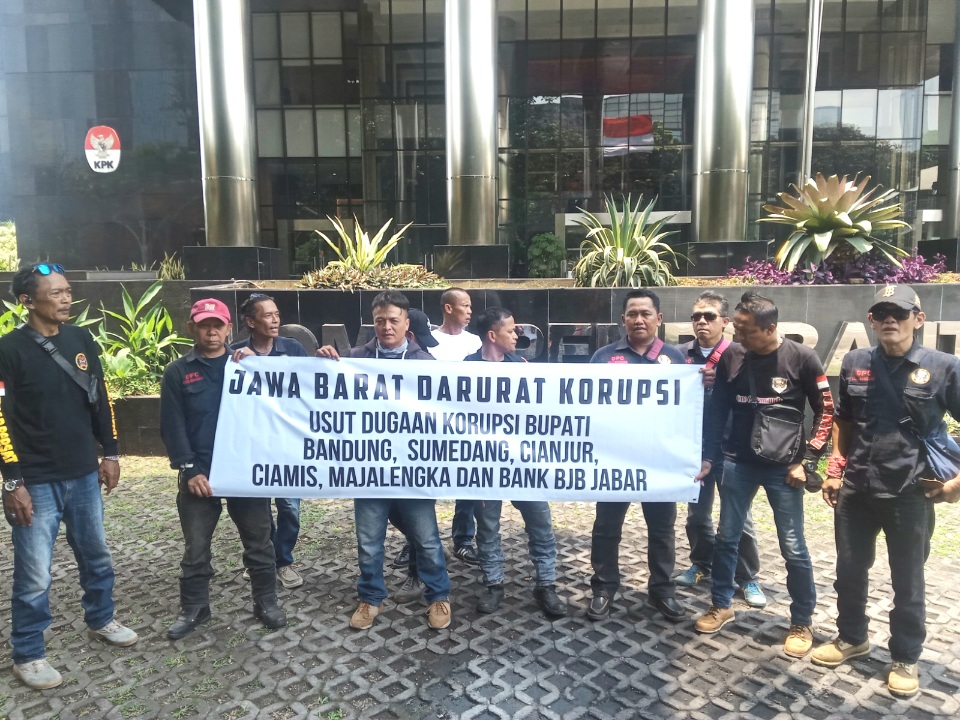 KPK
JAWA BARAT DARURAT KORUPSI
USUT DUGAAN KORUPSI BUPATI
BANDUNG, SUMEDANG, CIANJUR,
CIAMIS, MAJALENGKA DAN BANK BJB JABAR